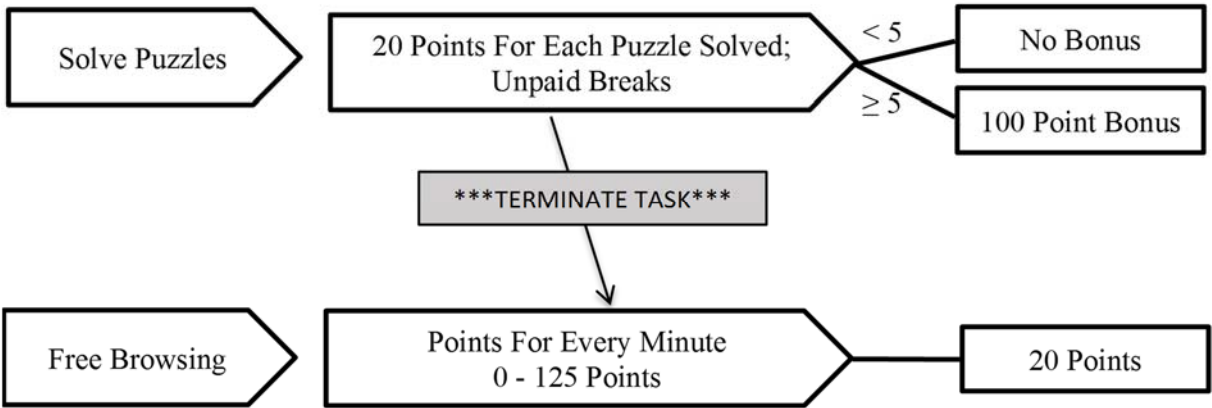 Solve Puzzles
20 Points For Each Puzzle Solved;
Unpaid Breaks
< 5
No Bonus
≥ 5
100 Point Bonus
***TERMINATE TASK***
Free Browsing
Points For Every Minute
0 - 125 Points
20 Points